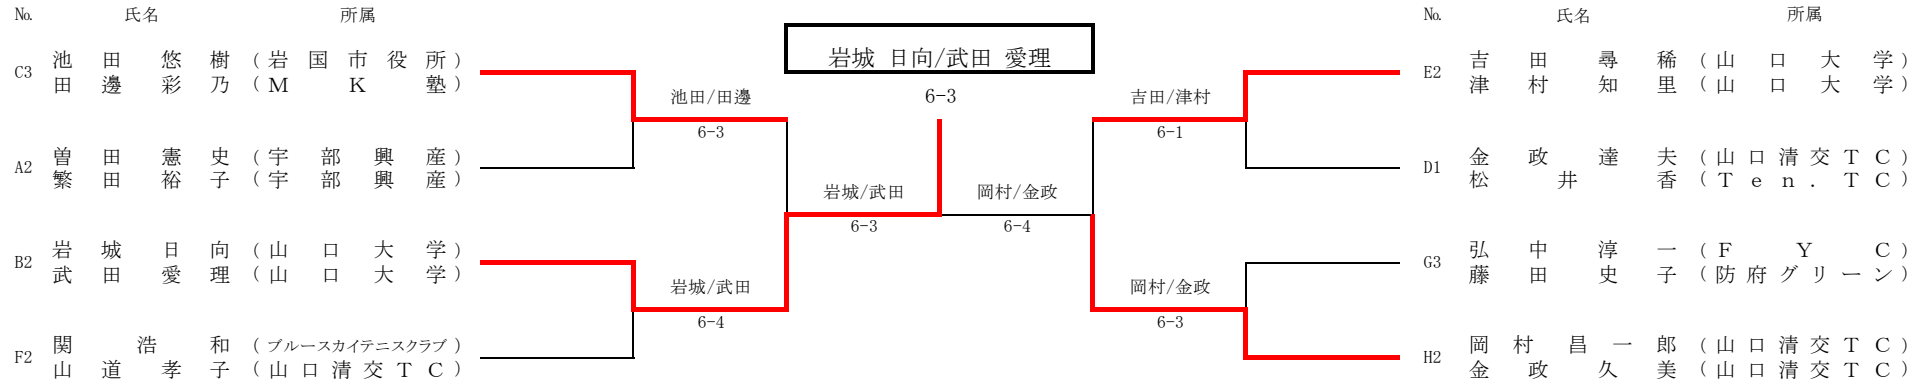 No. 氏名 所属 No. 氏名 所属
岩城 日向/武田 愛理
6-3
C3 池田悠樹 (岩国市役所)
田邊彩乃 (MK塾)
池田/田邊
6-3
A2 曽田憲史 (宇部興産)
繁田裕子 (宇部興産)
岩城/武田
6-3
B2 岩城日向 (山口大学)
武田愛理 (山口大学)
岩城/武田
6-4
F2 関浩和 (ブルースカイテニスクラブ)
山道孝子 (山口清交TC)
E2 吉田尋稀 (山口大学)
津村知里 (山口大学)
吉田/津村
6-1
D1 金政達夫 (山口清交TC)
松井香 (Ten.TC)
岡村/金政
6-4
G3 弘中淳一 (FYC)
藤田史子 (防府グリーン)
岡村/金政
6-3
H2 岡村昌一郎 (山口清交TC)
金政久美 (山口清交TC)